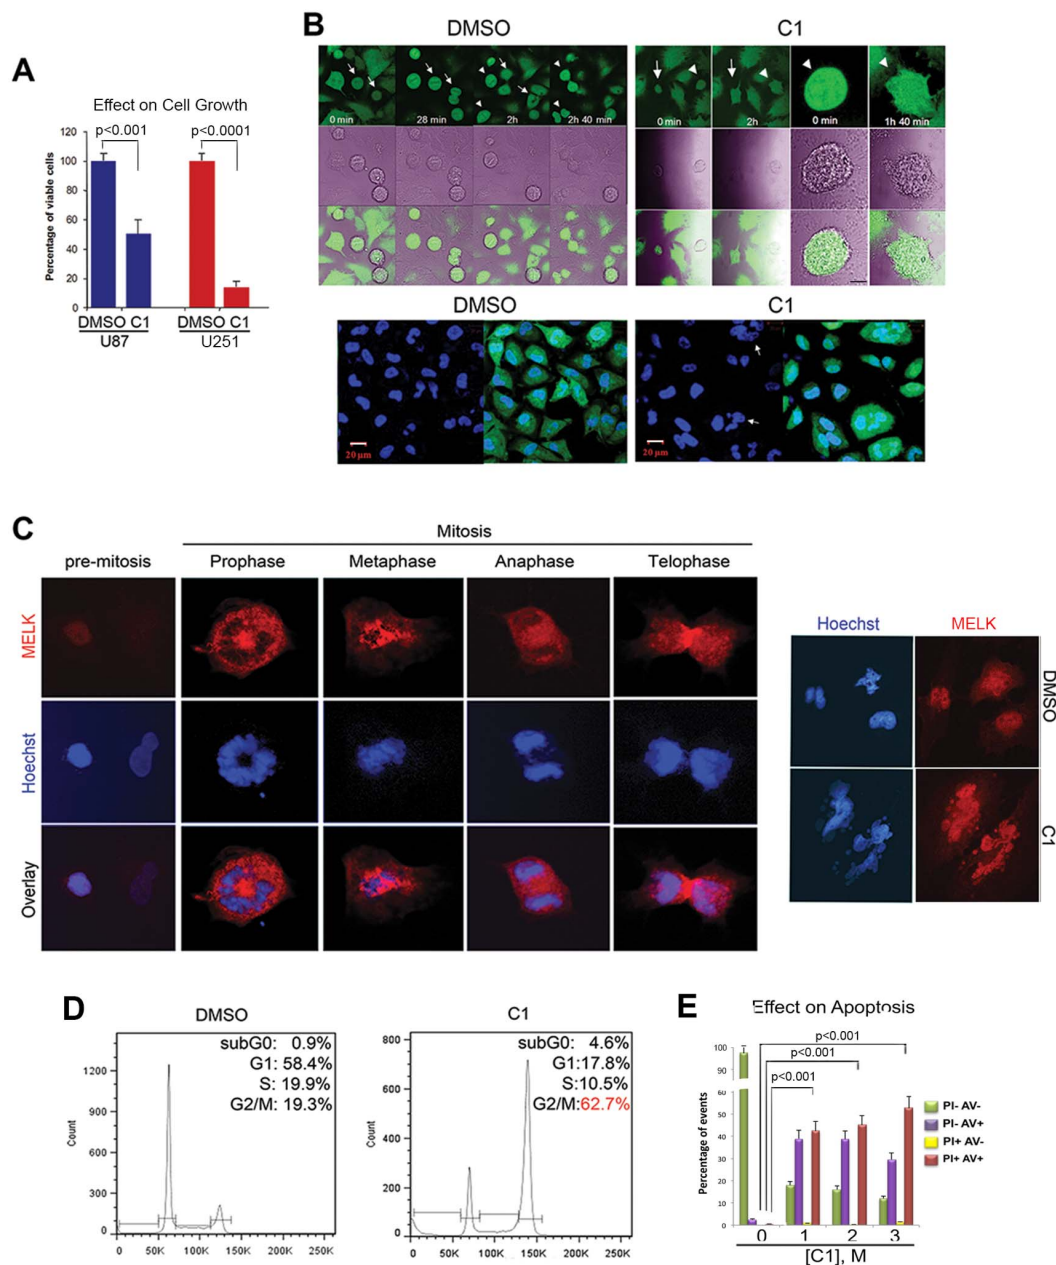 A
Effect on Cell Growth
p<0.001 p<0.0001
Percentage of viable cells
120
100
80
60
40
20
0
DMSO C1 DMSO C1
U87 U251
B
DMSO C1
0 min 28 min 2h 2h 40 min 0 min 2h 0 min 1h 40 min
DMSO C1
20 µm 20 µm
C
Mitosis
pre-mitosis Prophase Metaphase Anaphase Telophase
MELK
Hoechst
Overlay
Hoechst MELK
DMSO
C1
D
DMSO
subG0: 0.9%
G1: 58.4%
S: 19.9%
G2/M: 19.3%
Count
1200
900
600
300
0
0 50K 100K 150K 200K 250K
C1
subG0: 4.6%
G1:17.8%
S:10.5%
G2/M:62.7%
Count
800
600
400
200
0
0 50K 100K 150K 200K 250K
E
Effect on Apoptosis
p<0.001
p<0.001
p<0.001
Percentage of events
100
90
60
50
40
30
20
10
0
0 1 2 3
[C1], M
PI- AV-
PI- AV+
PI+ AV-
PI+ AV+